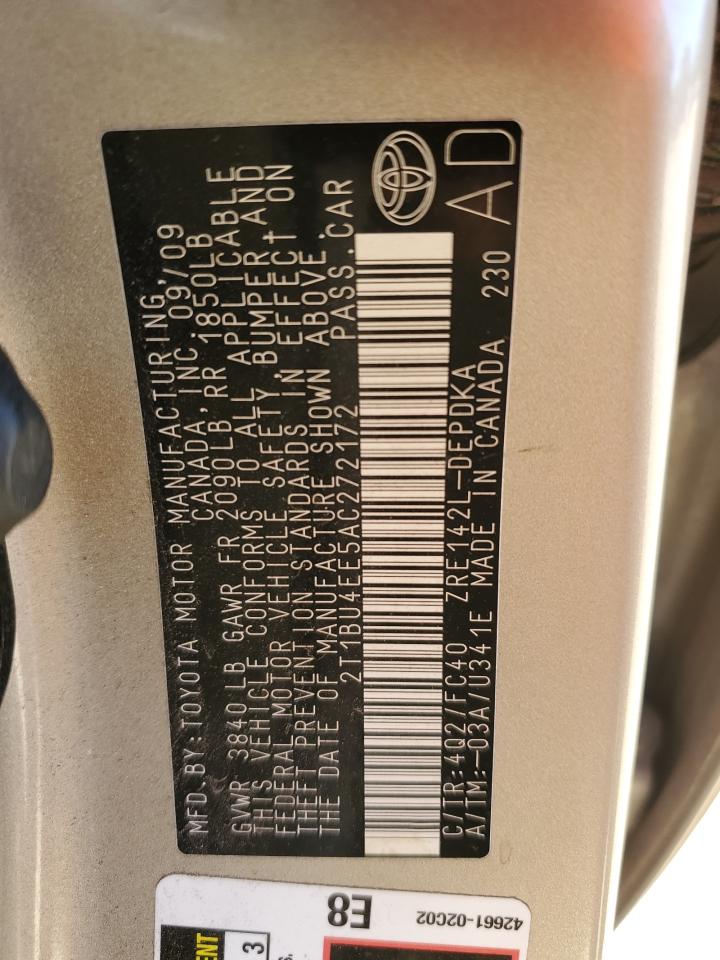 MFD. BY: TOYOTA MOTOR MANUFACTURING,
CANADA, INC. 09/09
GVWR 3840 LB GAWR FR 2090LB, RR 1850LB
THIS VEHICLE CONFORMS TO ALL APPLICABLE
FEDERAL MOTOR VEHICLE SAFETY, BUMPER AND
THEFT PREVENTION STANDARDS IN EFFECT ON
THE DATE OF MANUFACTURE SHOWN ABOVE.
2T1BU4EE5AC272172 PASS. CAR
C/TR:4Q2/FC40 ZRE142L-DEPDKA
A/TM:-03A/U341E MADE IN CANADA 230
AD
E8
42661-02C02
3